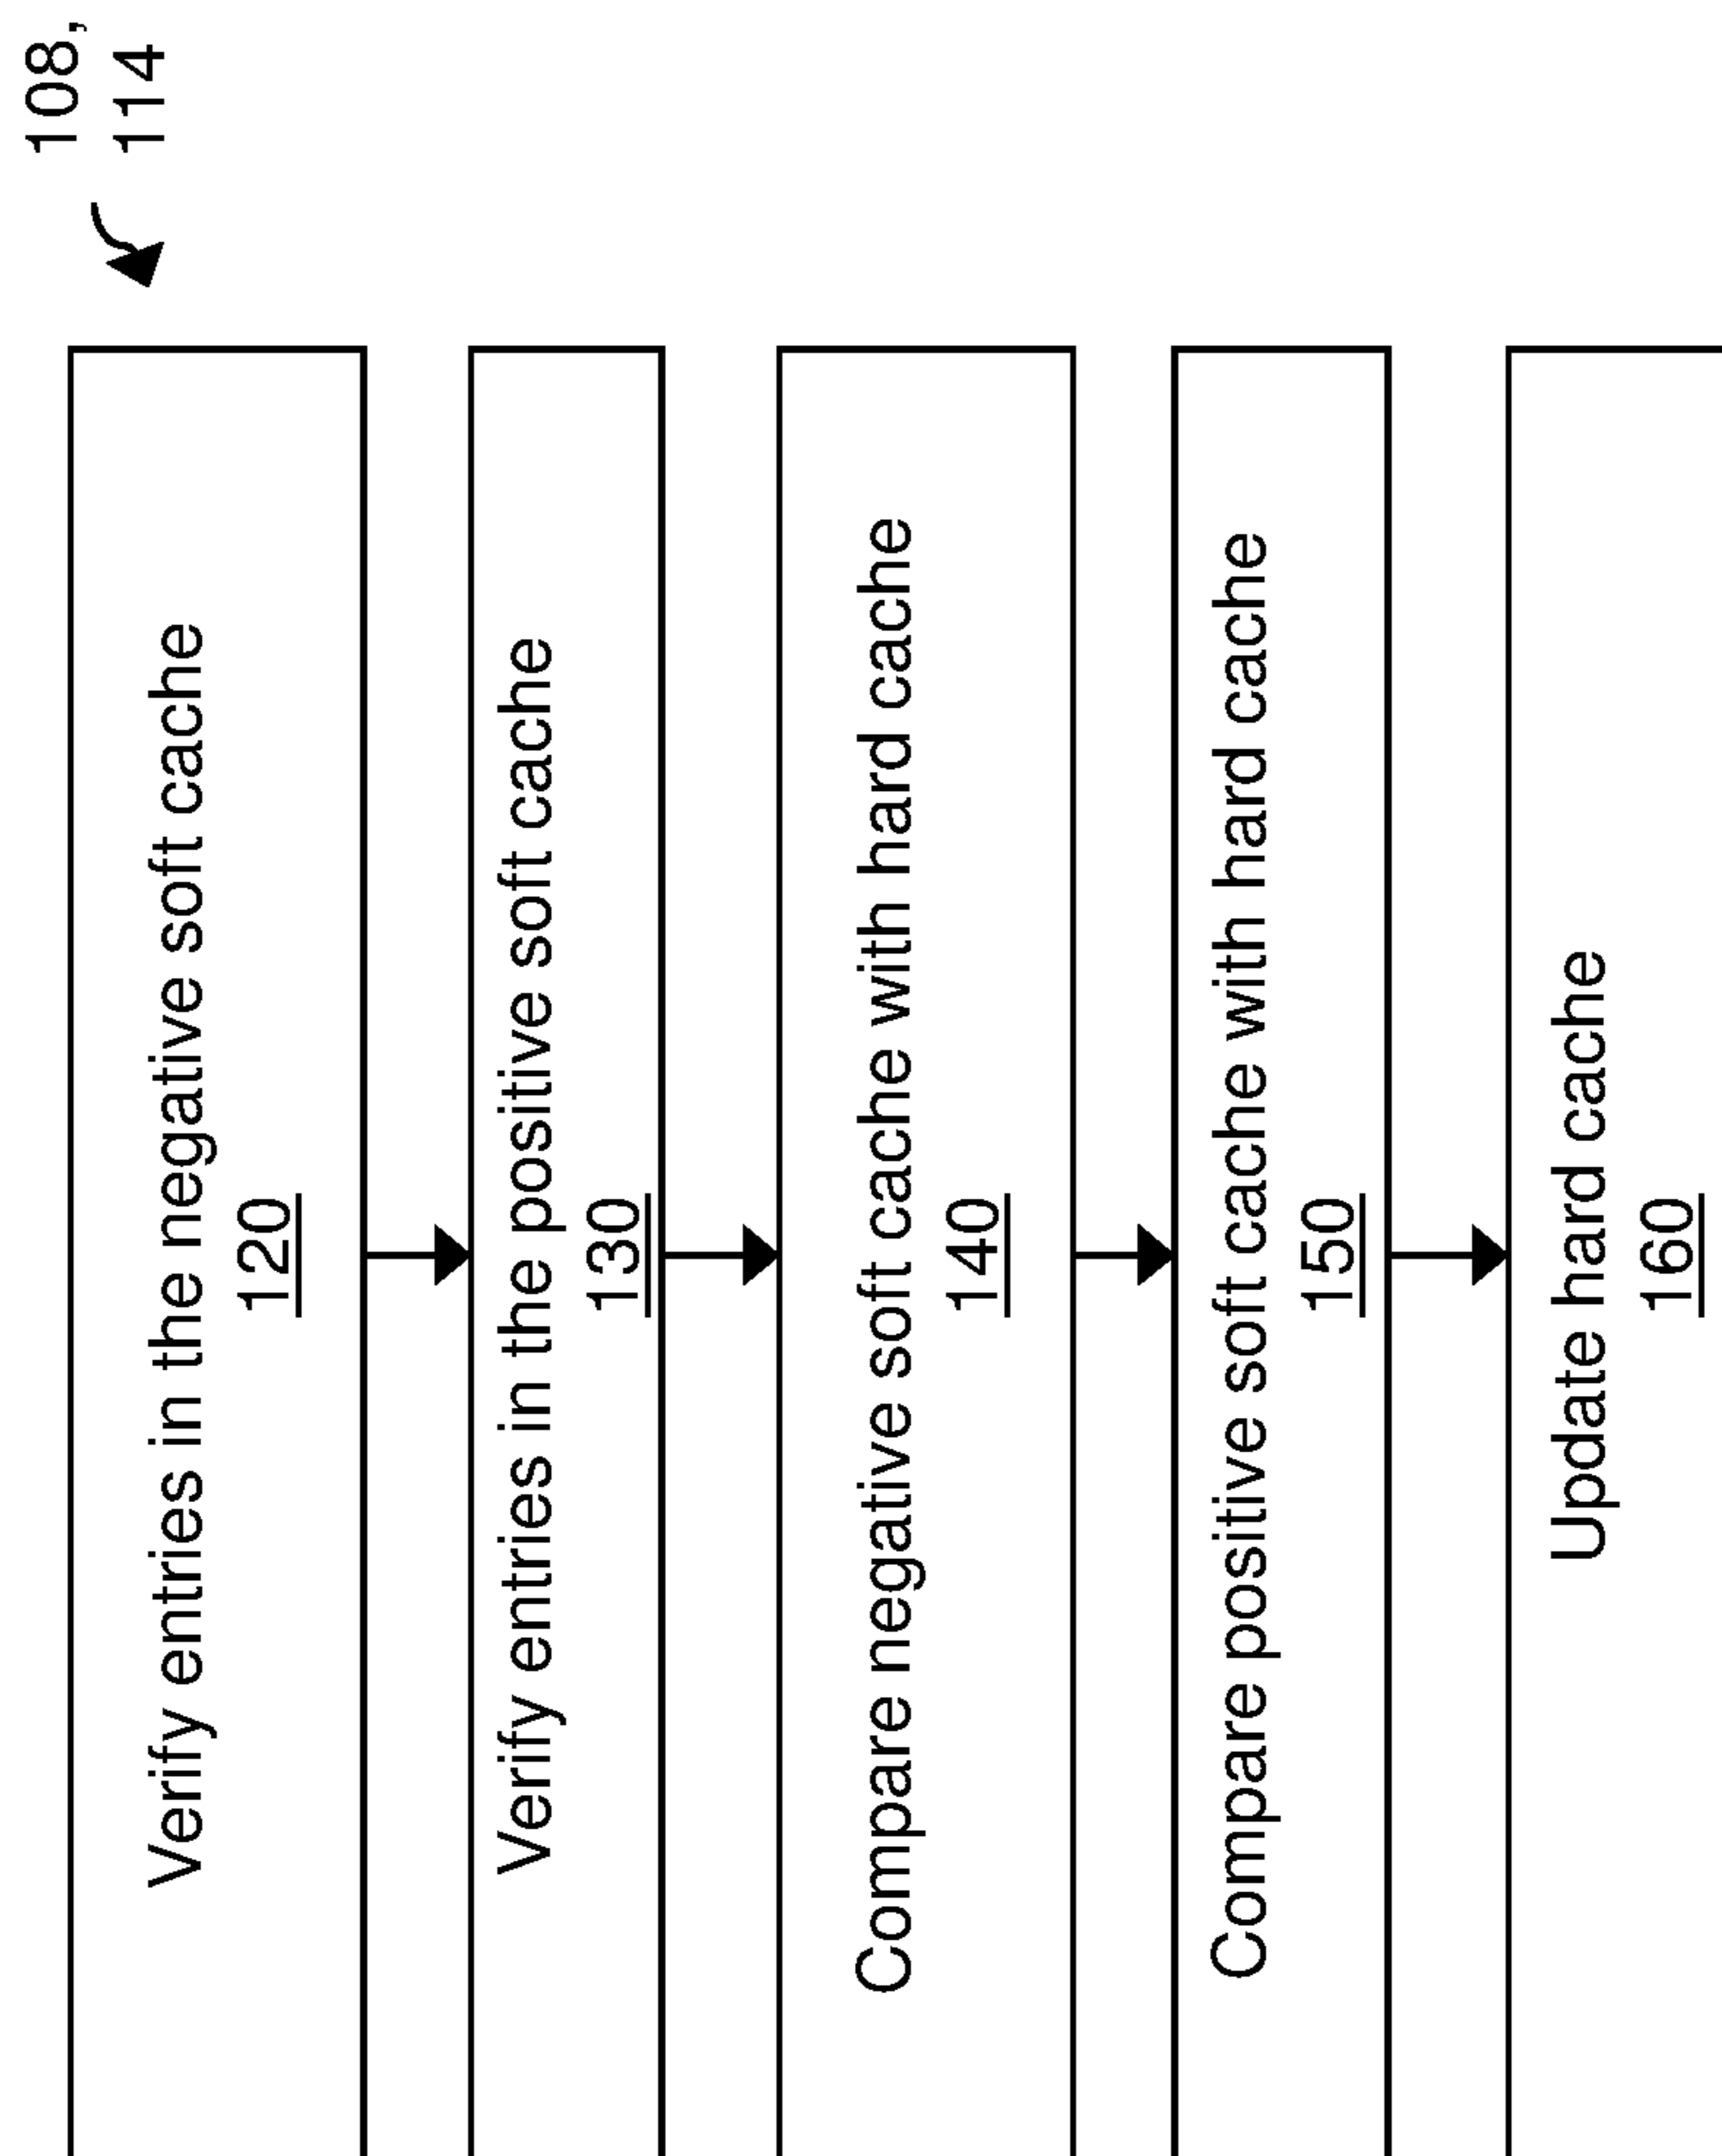 108,
114
Verify entries in the negative soft cache
120
Verify entries in the positive soft cache
130
Compare negative soft cache with hard cache
140
Compare positive soft cache with hard cache
150
Update hard cache
160